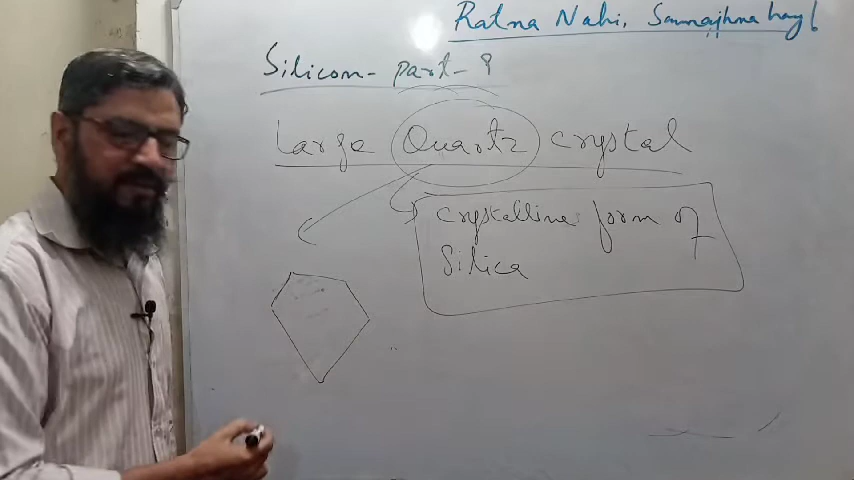 Ratna Nahi, Samajhna hay!
Silicon - part - 9
Large Quartz crystal
crystalline form of
Silica